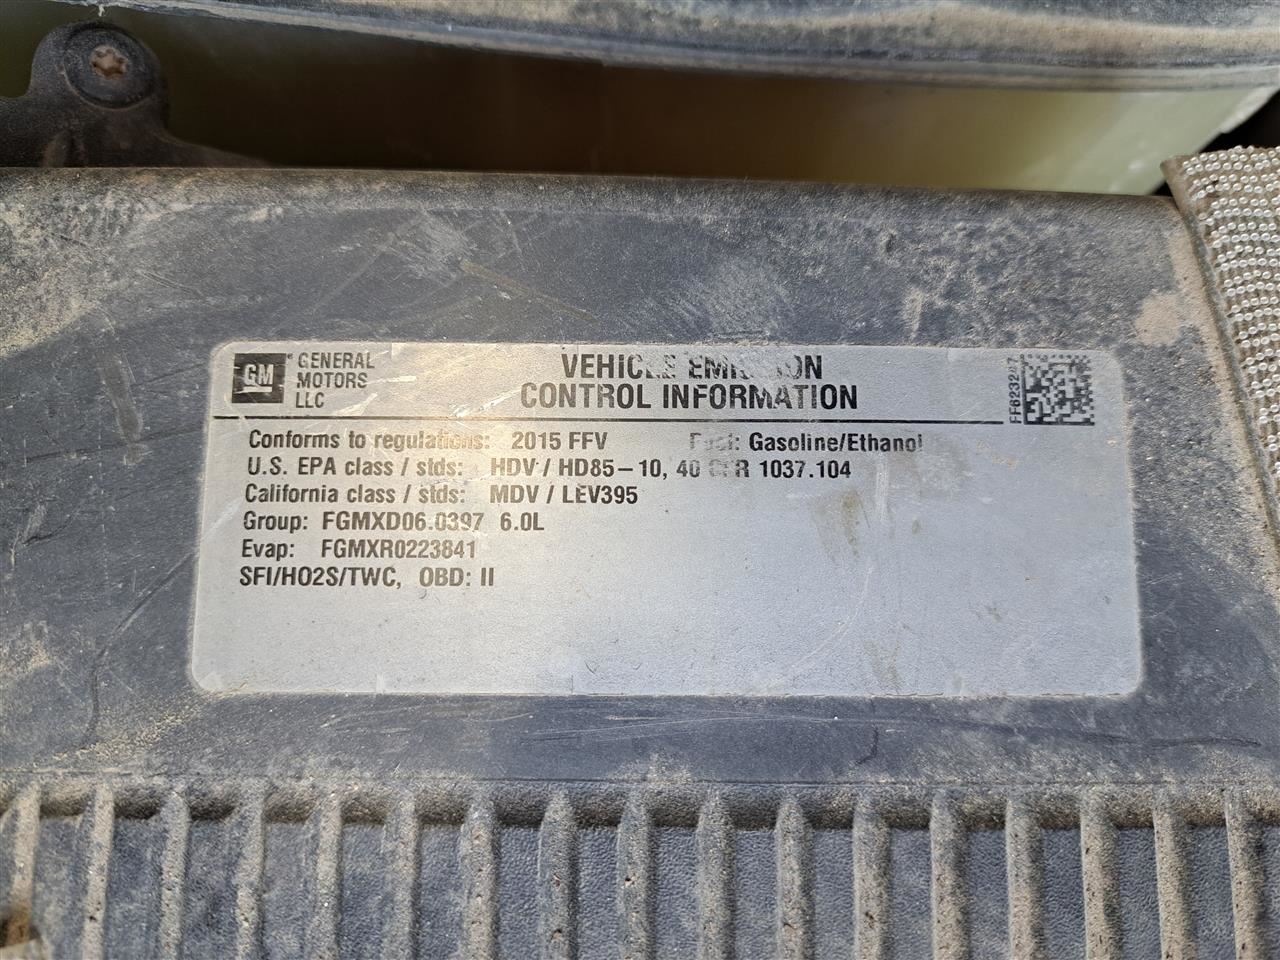 GM GENERAL MOTORS LLC
VEHICLE EMISSION
CONTROL INFORMATION
Conforms to regulations: 2015 FFV Fuel: Gasoline/Ethanol
U.S. EPA class / stds: HDV / HD85-10, 40 CFR 1037.104
California class / stds: MDV / LEV395
Group: FGMXD06.0397 6.0L
Evap: FGMXR0223841
SFI/HO2S/TWC, OBD: II